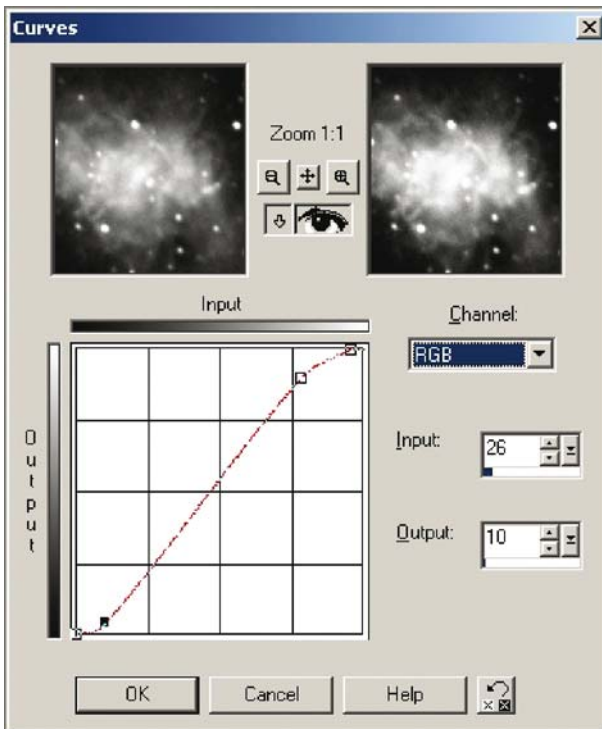 Curves
Zoom 1:1
Input
Output
Channel:
RGB
Input:
26
Output:
10
OK
Cancel
Help